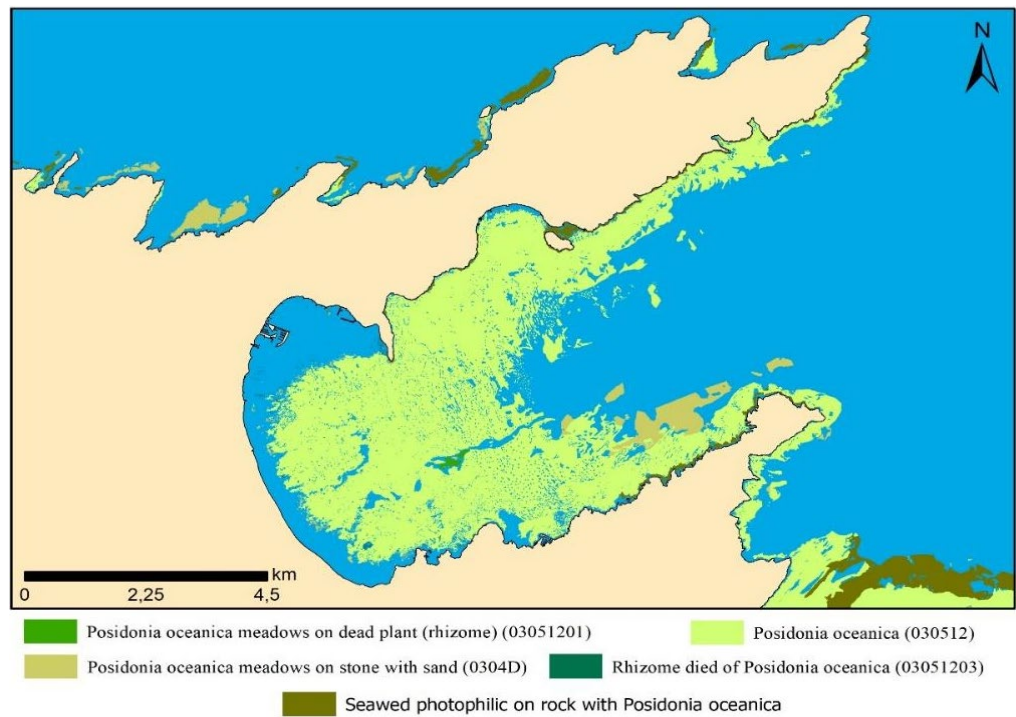 N
km
0 2,25 4,5
Posidonia oceanica meadows on dead plant (rhizome) (03051201)
Posidonia oceanica (030512)
Posidonia oceanica meadows on stone with sand (0304D)
Rhizome died of Posidonia oceanica (03051203)
Seawed photophilic on rock with Posidonia oceanica